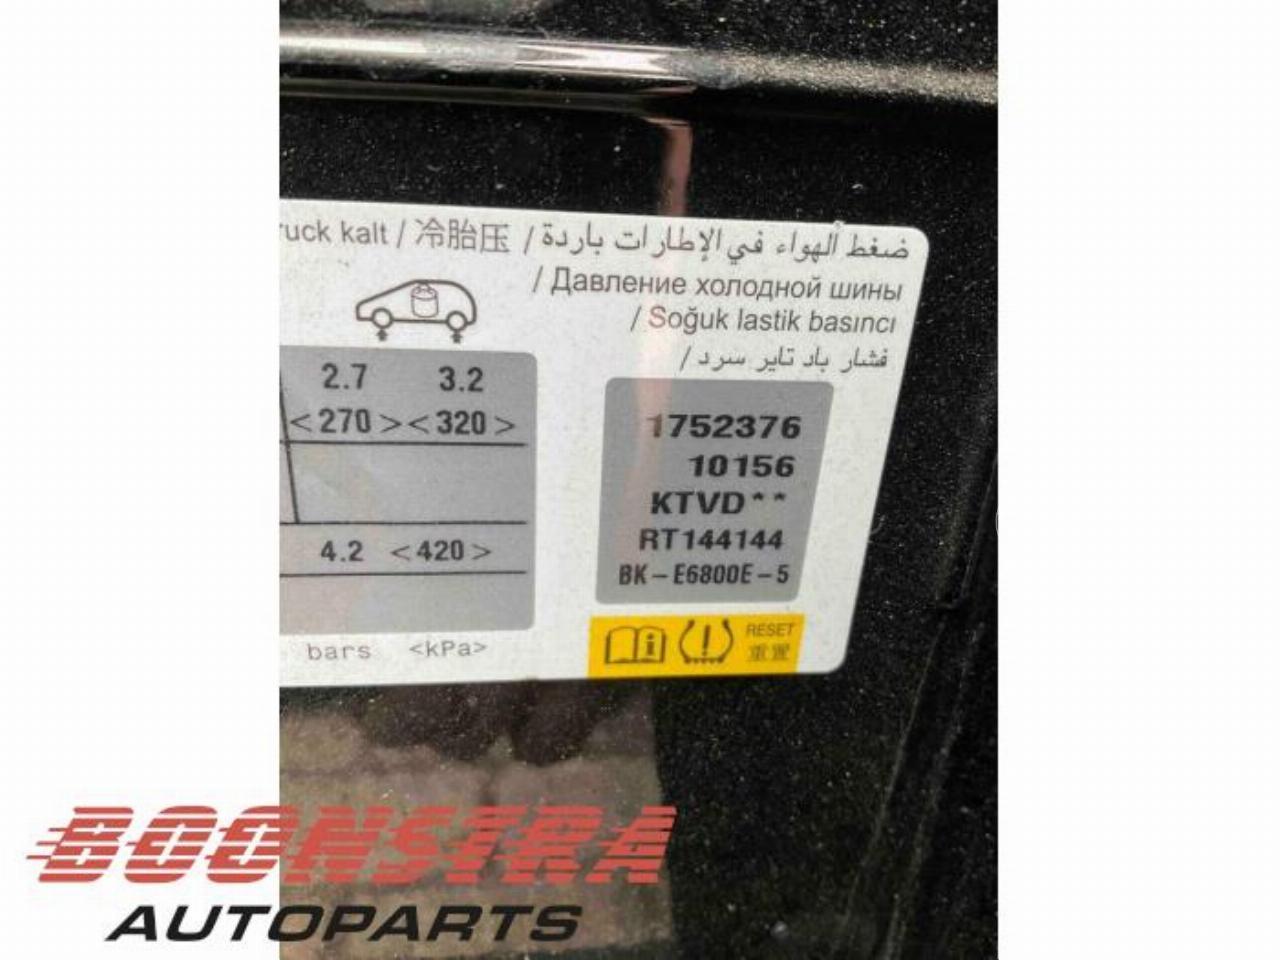 kalt / 冷胎压 / ضغط الهواء في الإطارات باردة
/ Давление холодной шины
/ Soğuk lastik basıncı
/ فشار باد تایر سرد
2.7 3.2
<270> <320>
4.2 <420>
bars <kPa>
1752376
10156
KTVD**
RT144144
BK-E6800E-5
RESET
重置
BOONSTRA
AUTOPARTS